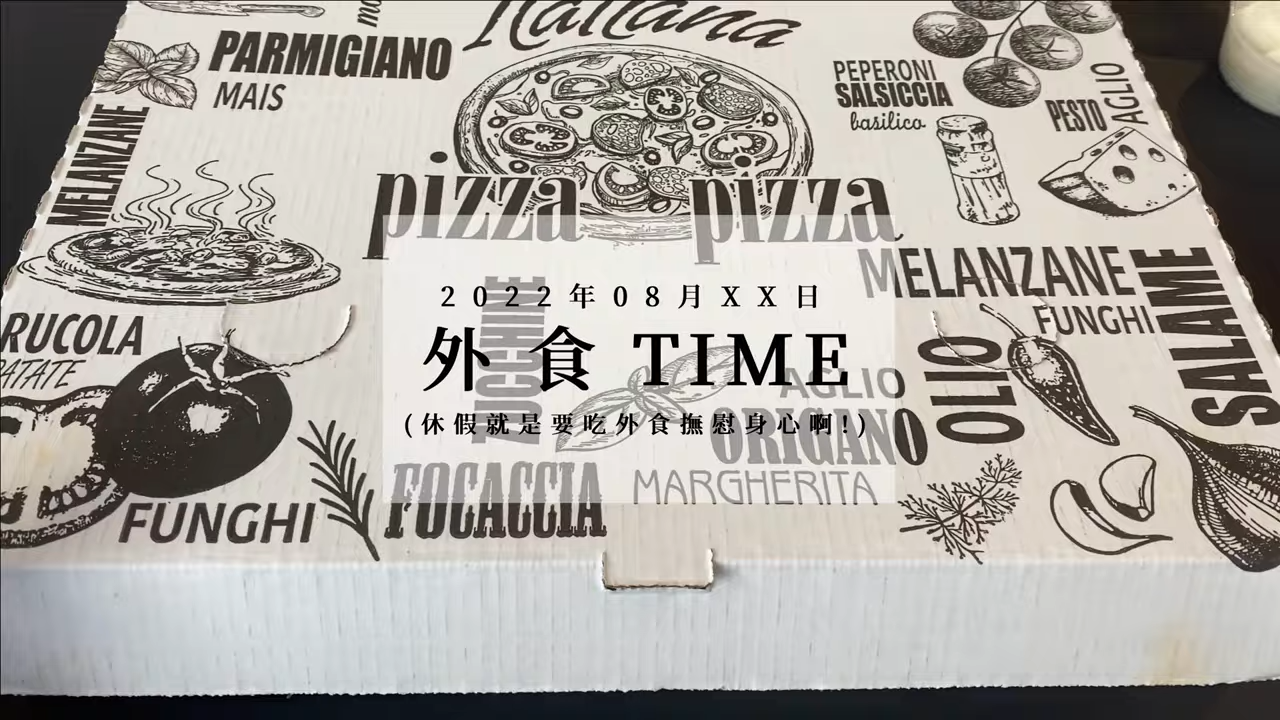 Italiana
PARMIGIANO
MAIS
MELANZANE
PEPERONI
SALSICCIA
basilico
PESTO
AGLIO
pizza pizza
MELANZANE
FUNGHI
SALAME
RUCOLA
PATATE
ZUCCHINE
2022年08月XX日
外食 TIME
(休假就是要吃外食撫慰身心啊!)
AGLIO
OLIO
ORIGANO
FOCACCIA
MARGHERITA
FUNGHI